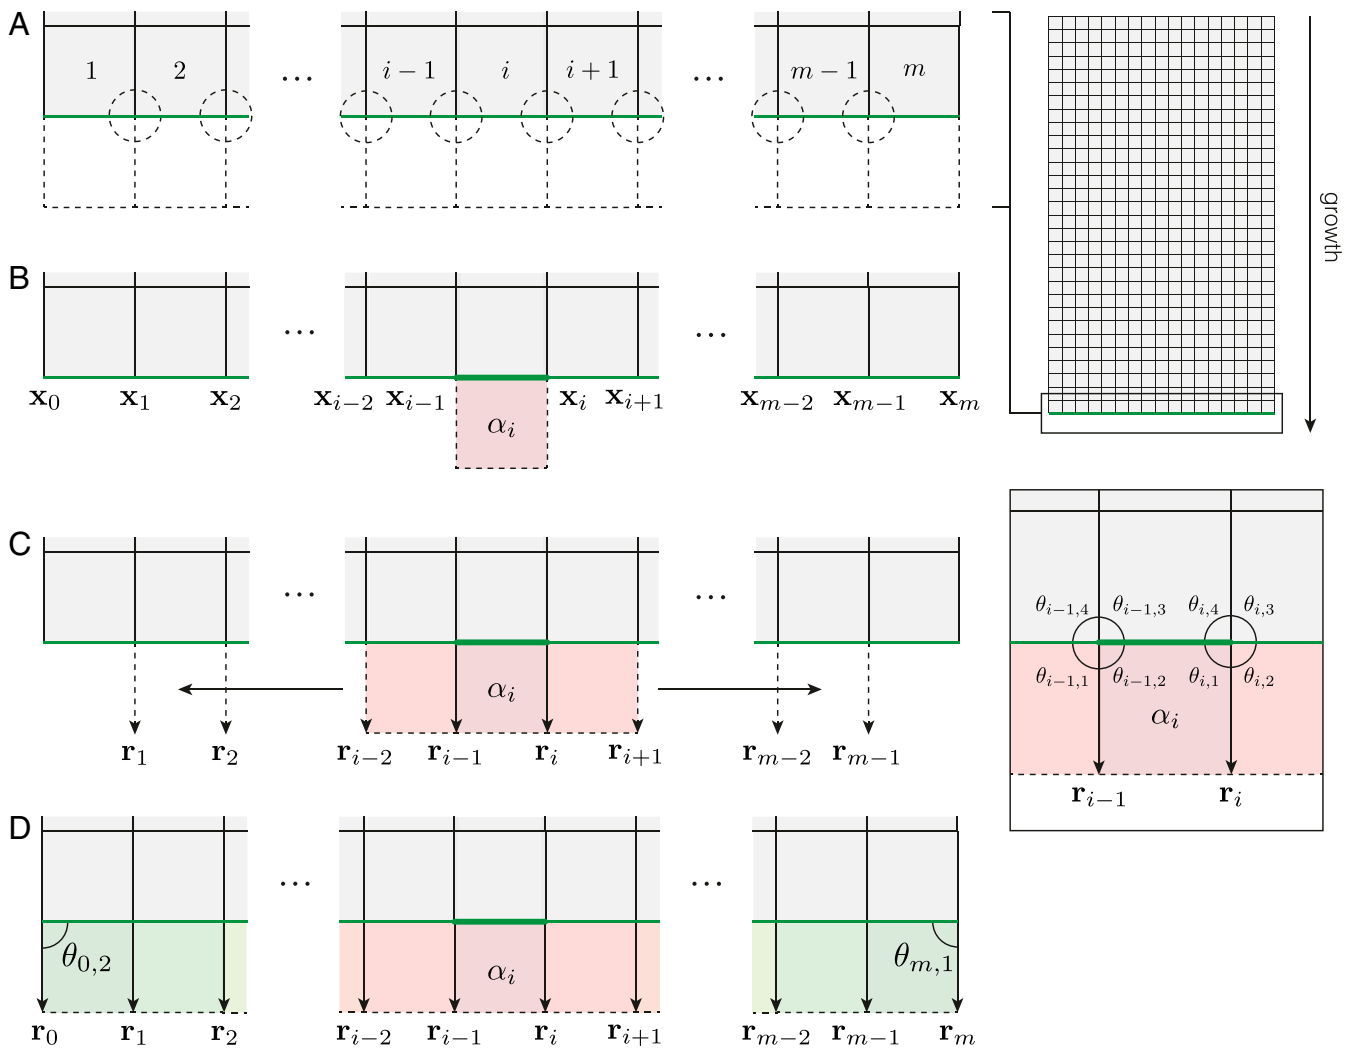 A
1 2 ... i − 1 i i + 1 ... m − 1 m
growth
B
... ...
x₀ x₁ x₂ xᵢ₋₂ xᵢ₋₁ xᵢ xᵢ₊₁ xₘ₋₂ xₘ₋₁ xₘ
αᵢ
C
... ...
αᵢ
r₁ r₂ rᵢ₋₂ rᵢ₋₁ rᵢ rᵢ₊₁ rₘ₋₂ rₘ₋₁
θᵢ₋₁,₄ θᵢ₋₁,₃ θᵢ,₄ θᵢ,₃
θᵢ₋₁,₁ θᵢ₋₁,₂ θᵢ,₁ θᵢ,₂
αᵢ
rᵢ₋₁ rᵢ
D
... ...
θ₀,₂ αᵢ θₘ,₁
r₀ r₁ r₂ rᵢ₋₂ rᵢ₋₁ rᵢ rᵢ₊₁ rₘ₋₂ rₘ₋₁ rₘ